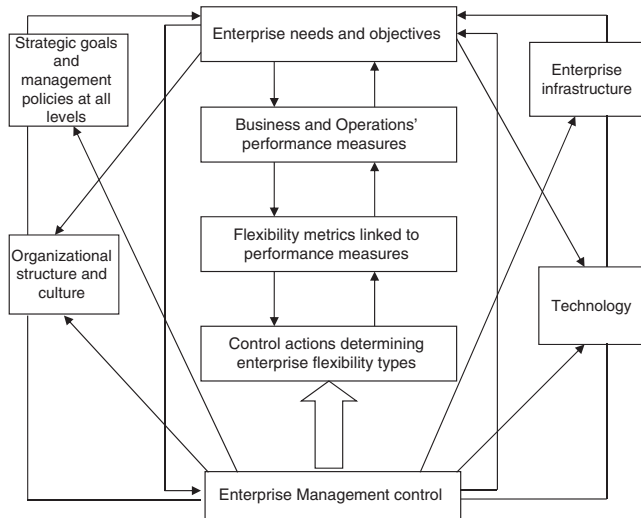 Enterprise needs and objectives
Strategic goals
and
management
policies at all
levels
Enterprise
infrastructure
Business and Operations'
performance measures
Flexibility metrics linked to
performance measures
Organizational
structure and
culture
Technology
Control actions determining
enterprise flexibility types
Enterprise Management control